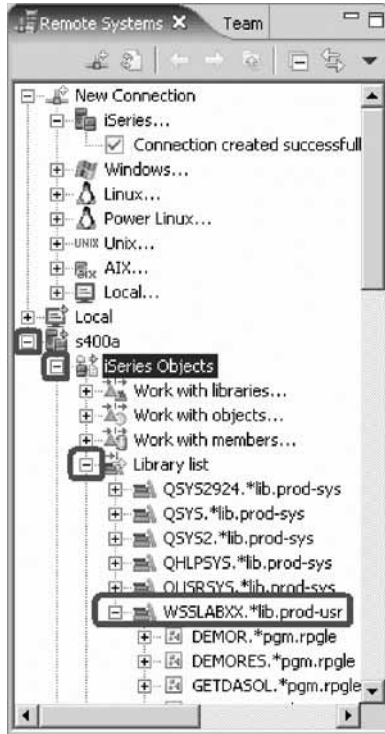 Remote Systems
Team
New Connection
iSeries...
Connection created successfull
Windows...
Linux...
Power Linux...
UNIX Unix...
aix AIX...
Local...
Local
s400a
iSeries Objects
Work with libraries...
Work with objects...
Work with members...
Library list
QSYS2924.*lib.prod-sys
QSYS.*lib.prod-sys
QSYS2.*lib.prod-sys
QHLPSYS.*lib.prod-sys
QUSRSYS.*lib.prod-sys
WSSLABXX.*lib.prod-usr
DEMOR.*pgm.rpgle
DEMORES.*pgm.rpgle
GETDASOL.*pgm.rpgle